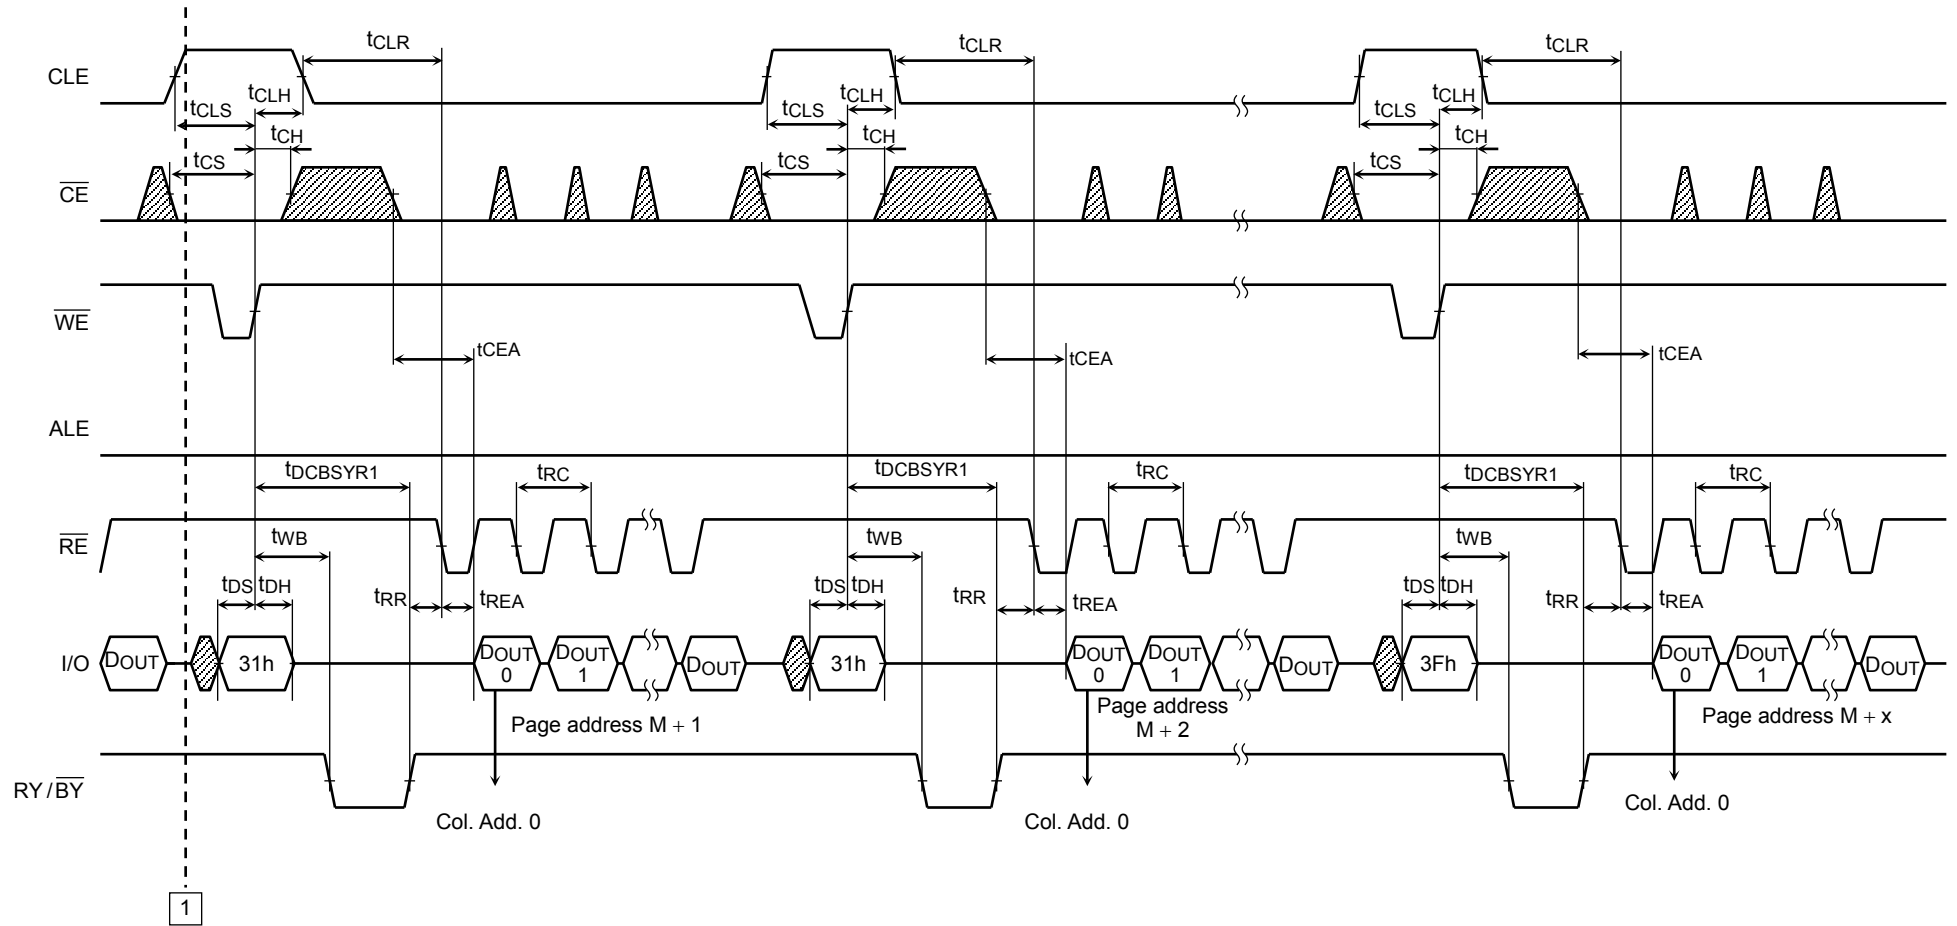 tCLR tCLR tCLR
CLE
tCLH tCLH tCLH
tCLS tCLS tCLS
tCH tCH tCH
tCS tCS tCS
CE
WE
tCEA tCEA tCEA
ALE
tDCBSYR1 tRC tDCBSYR1 tRC tDCBSYR1 tRC
RE
tWB tWB tWB
tDS tDH tDS tDH tDS tDH
tRR tREA tRR tREA tRR tREA
I/O DOUT 31h DOUT 0 DOUT 1 DOUT 31h DOUT 0 DOUT 1 DOUT 3Fh DOUT 0 DOUT 1 DOUT
Page address M + 1
Page address
M + 2
Page address M + x
RY/BY
Col. Add. 0 Col. Add. 0 Col. Add. 0
1